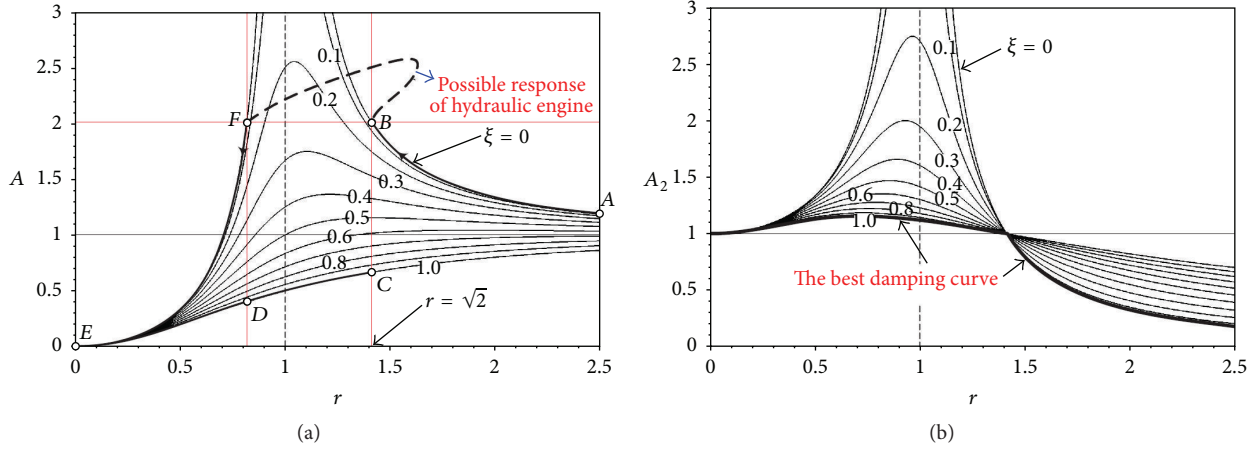 3
2.5
2
1.5
1
0.5
0
A
0
0.5
1
1.5
2
2.5
r
0.1
0.2
0.3
0.4
0.5
0.6
0.8
1.0
F
B
A
C
D
E
ξ = 0
r = √2
Possible response
of hydraulic engine
(a)
3
2.5
2
1.5
1
0.5
0
A₂
0
0.5
1
1.5
2
2.5
r
0.1
0.2
0.3
0.4
0.5
0.6
0.8
1.0
ξ = 0
The best damping curve
(b)